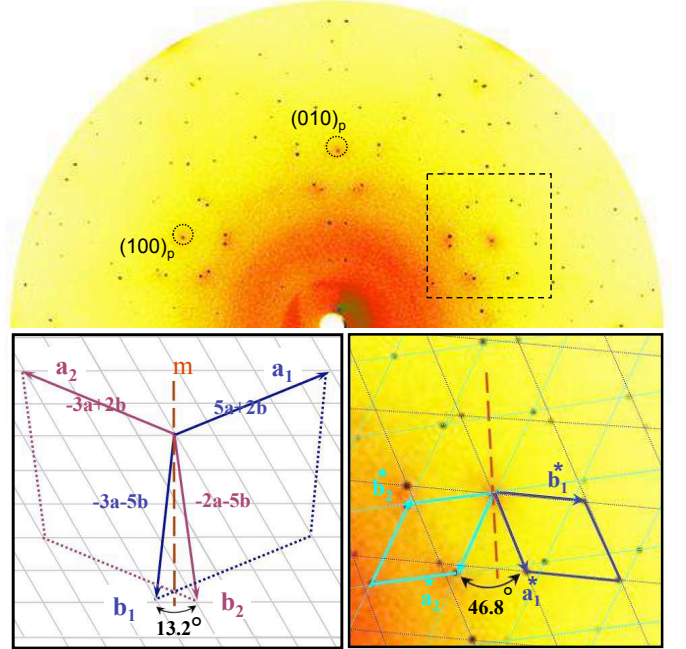 (010)p
(100)p
a2
m
a1
-3a+2b
5a+2b
-3a-5b
-2a-5b
b1
b2
13.2°
b2*
b1*
a2*
a1*
46.8°